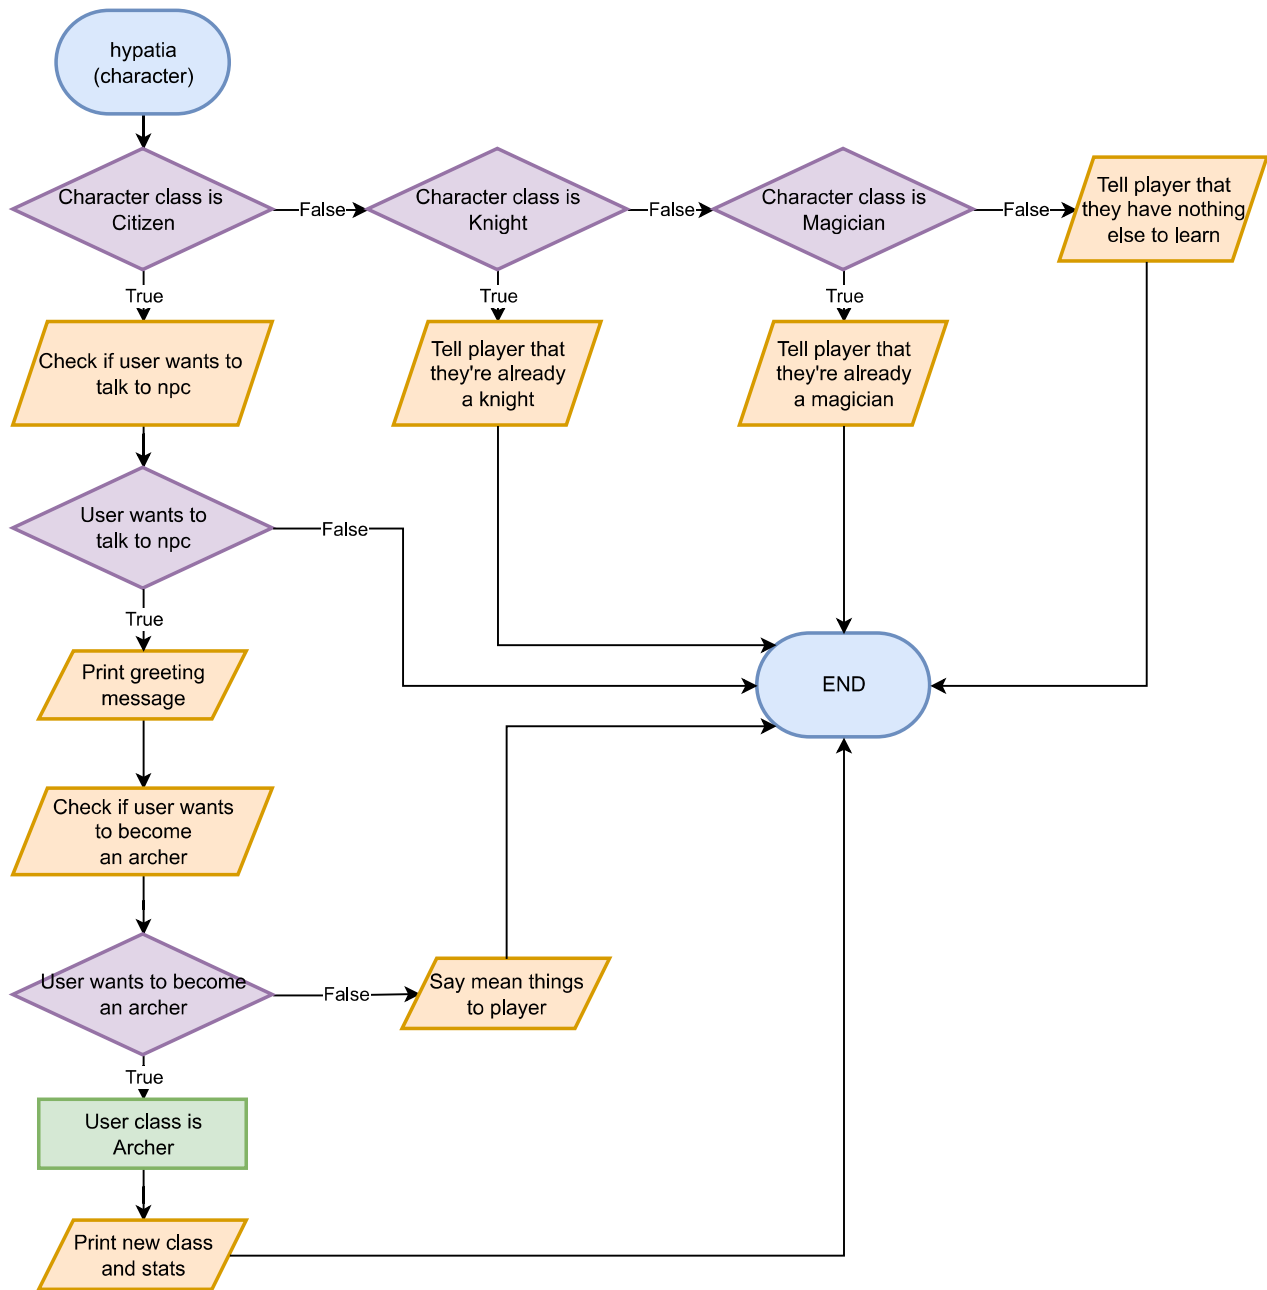 hypatia
(character)
Character class is
Citizen
False
Character class is
Knight
False
Character class is
Magician
False
Tell player that
they have nothing
else to learn
True
True
True
Check if user wants to
talk to npc
Tell player that
they're already
a knight
Tell player that
they're already
a magician
User wants to
talk to npc
False
True
Print greeting
message
END
Check if user wants
to become
an archer
User wants to become
an archer
False
Say mean things
to player
True
User class is
Archer
Print new class
and stats